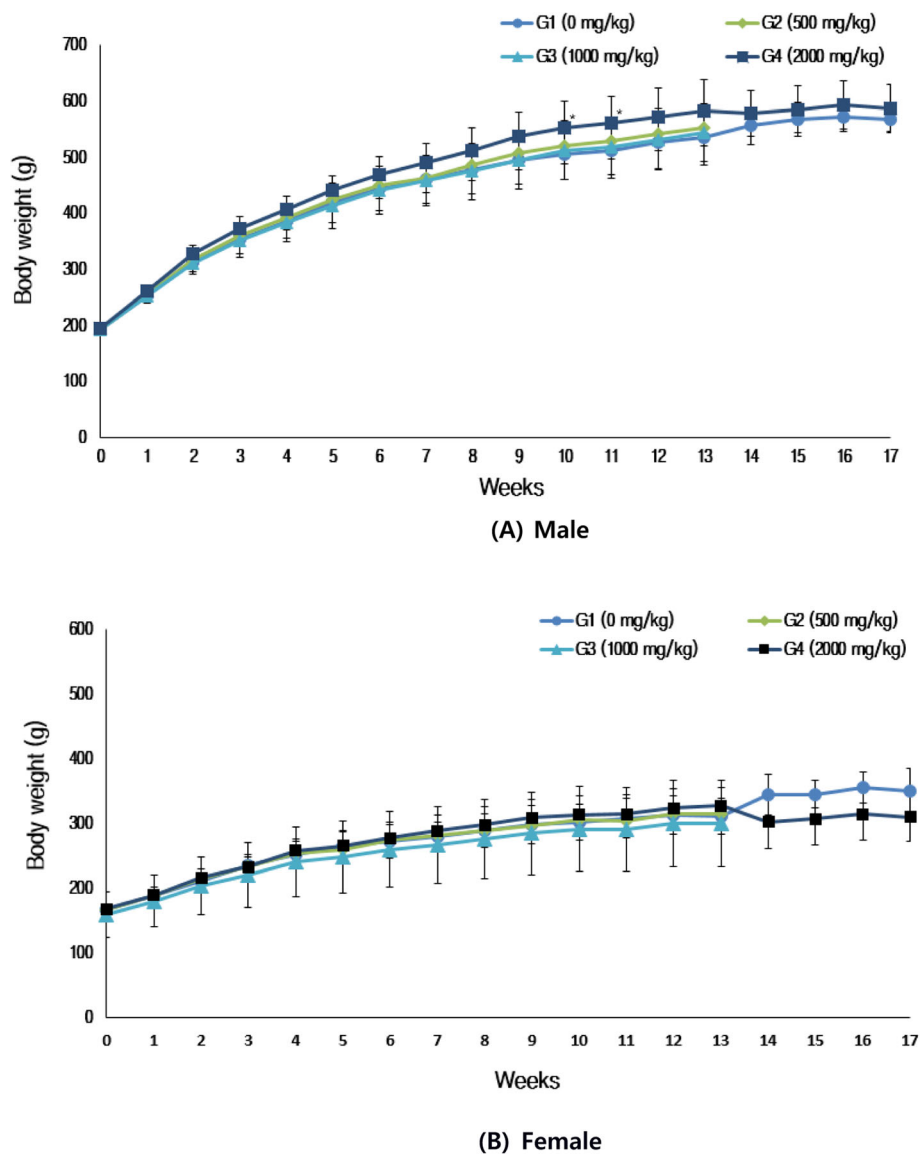 G1 (0 mg/kg) G2 (500 mg/kg)
G3 (1000 mg/kg) G4 (2000 mg/kg)
Body weight (g)
700
600
500
400
300
200
100
0
* *
0 1 2 3 4 5 6 7 8 9 10 11 12 13 14 15 16 17
Weeks
(A) Male
G1 (0 mg/kg) G2 (500 mg/kg)
G3 (1000 mg/kg) G4 (2000 mg/kg)
Body weight (g)
600
500
400
300
200
100
0
0 1 2 3 4 5 6 7 8 9 10 11 12 13 14 15 16 17
Weeks
(B) Female